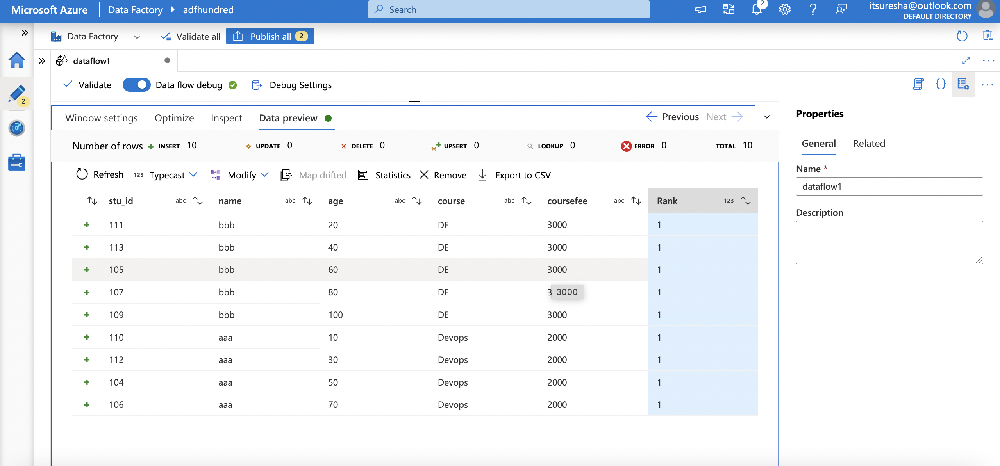 Microsoft Azure Data Factory adfhundred Search 2 itsuresha@outlook.com
DEFAULT DIRECTORY
Data Factory Validate all Publish all 2
dataflow1
Validate Data flow debug Debug Settings
2
Window settings Optimize Inspect Data preview Previous Next
Number of rows INSERT 10 UPDATE 0 DELETE 0 UPSERT 0 LOOKUP 0 ERROR 0 TOTAL 10
Refresh 123 Typecast Modify Map drifted Statistics Remove Export to CSV
stu_id abc name abc age abc course abc coursefee abc Rank 123
111 bbb 20 DE 3000 1
113 bbb 40 DE 3000 1
105 bbb 60 DE 3000 1
107 bbb 80 DE 3 3000 1
109 bbb 100 DE 3000 1
110 aaa 10 Devops 2000 1
112 aaa 30 Devops 2000 1
104 aaa 50 Devops 2000 1
106 aaa 70 Devops 2000 1
Properties
General Related
Name *
dataflow1
Description